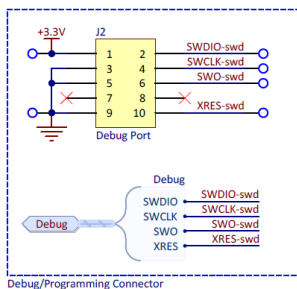 +3.3V
J2
1 2 SWDIO-swd
3 4 SWCLK-swd
5 6 SWO-swd
7 8
9 10 XRES-swd
Debug Port
Debug
SWDIO SWDIO-swd
SWCLK SWCLK-swd
Debug
SWO SWO-swd
XRES XRES-swd
Debug/Programming Connector